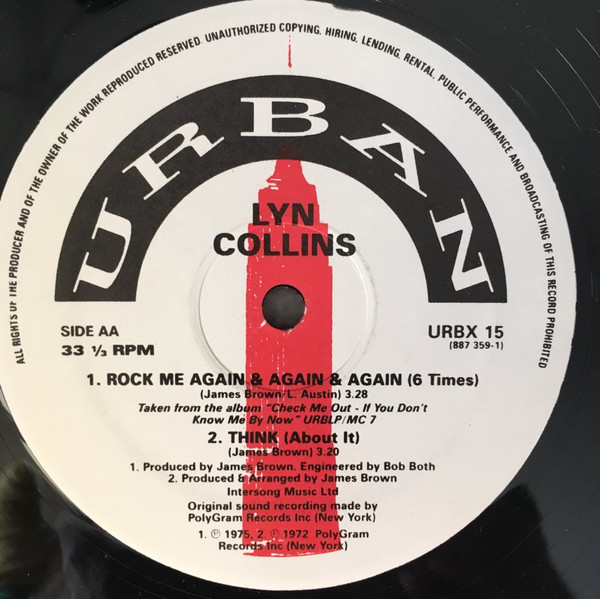 ALL RIGHTS OF THE PRODUCER AND OF THE OWNER OF THE WORK REPRODUCED RESERVED. UNAUTHORIZED COPYING, HIRING, LENDING, RENTAL, PUBLIC PERFORMANCE AND BROADCASTING OF THIS RECORD PROHIBITED
URBAN
LYN
COLLINS
SIDE AA
33 ⅓ RPM
URBX 15
(887 359-1)
1. ROCK ME AGAIN & AGAIN & AGAIN (6 Times)
(James Brown/L. Austin) 3.28
Taken from the album "Check Me Out - If You Don't
Know Me By Now" URBLP/MC 7
2. THINK (About It)
(James Brown) 3.20
1. Produced by James Brown. Engineered by Bob Both
2. Produced & Arranged by James Brown
Intersong Music Ltd
Original sound recording made by
PolyGram Records Inc (New York)
1. ℗ 1975, 2. ℗ 1972 PolyGram
Records Inc (New York)